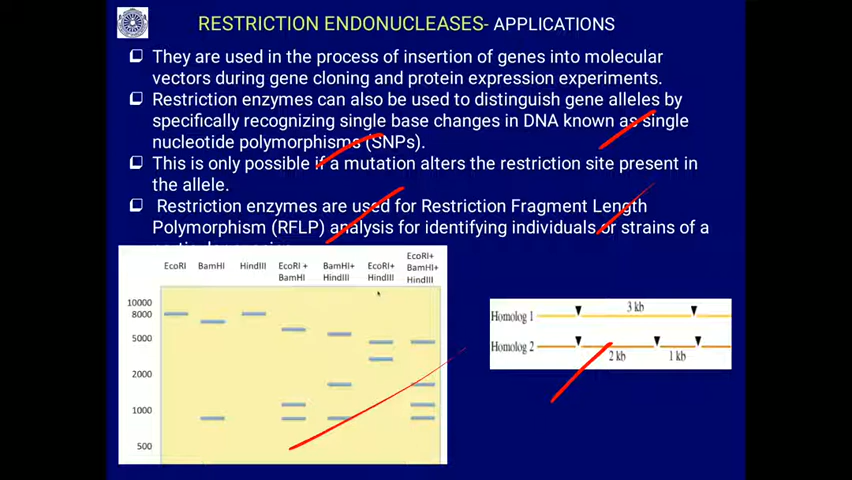 RESTRICTION ENDONUCLEASES- APPLICATIONS
They are used in the process of insertion of genes into molecular
vectors during gene cloning and protein expression experiments.
Restriction enzymes can also be used to distinguish gene alleles by
specifically recognizing single base changes in DNA known as single
nucleotide polymorphisms (SNPs).
This is only possible if a mutation alters the restriction site present in
the allele.
Restriction enzymes are used for Restriction Fragment Length
Polymorphism (RFLP) analysis for identifying individuals or strains of a
EcoRI BamHI HindIII EcoRI + BamHI BamHI+ HindIII EcoRI+ HindIII EcoRI+ BamHI+ HindIII
10000
8000
5000
2000
1000
500
Homolog 1 3 kb
Homolog 2
2 kb 1 kb